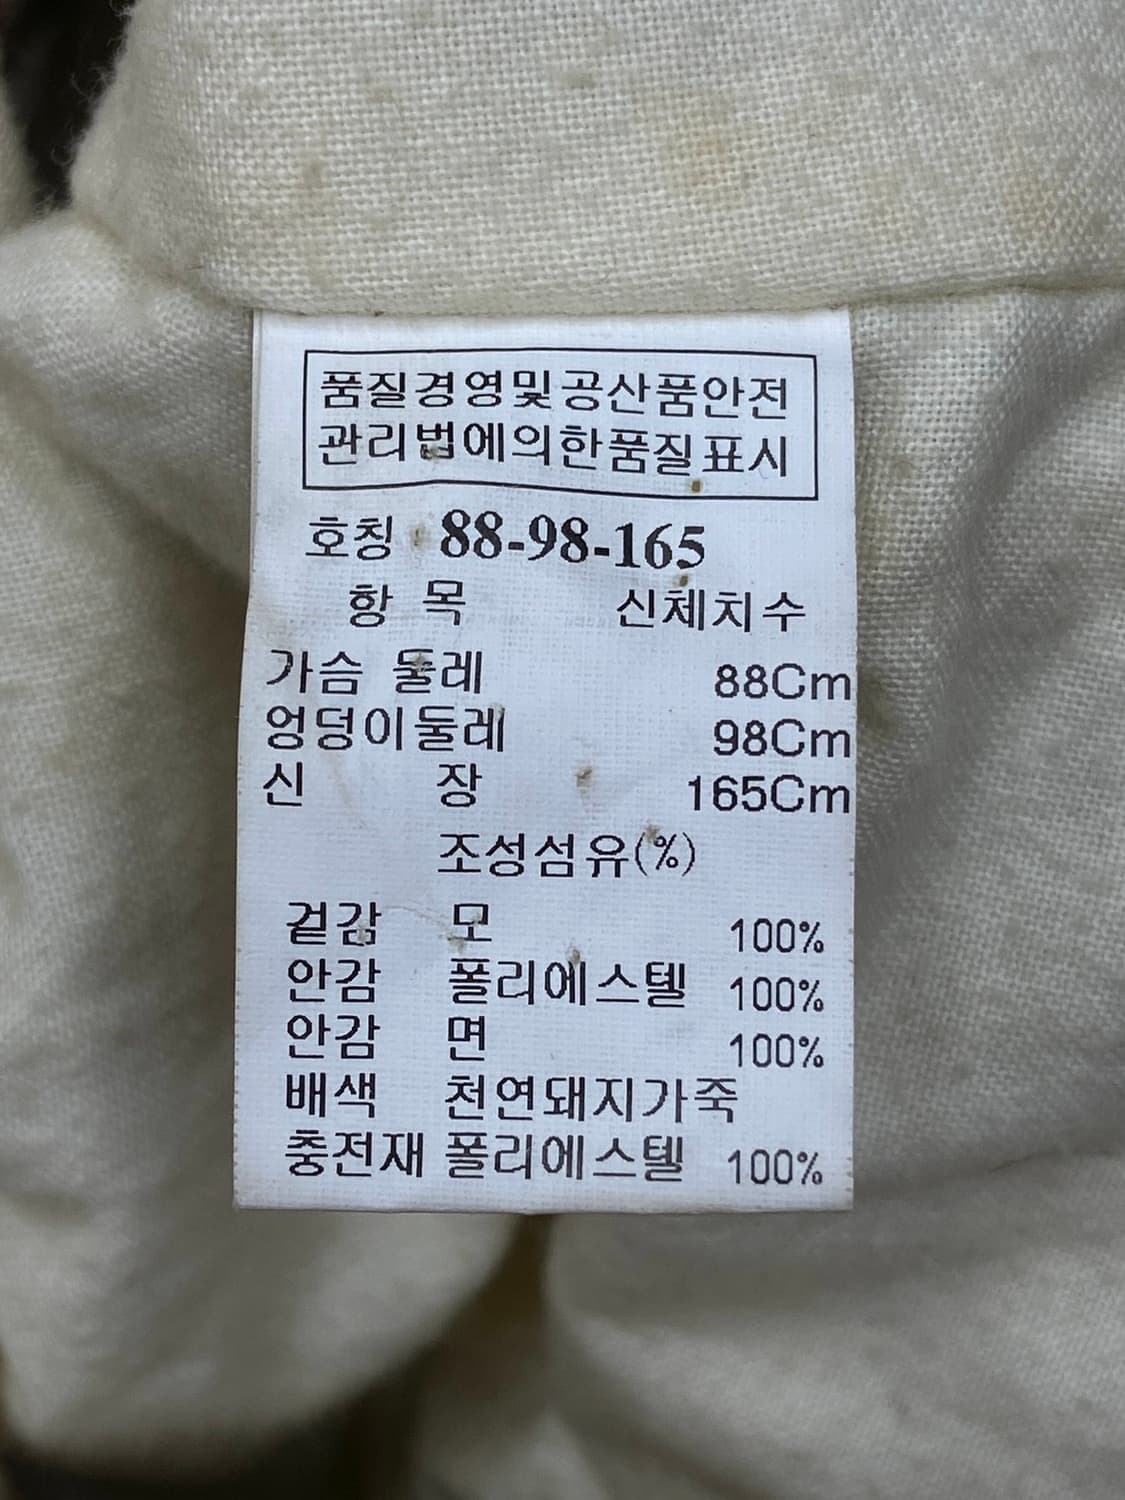 품질경영및공산품안전
관리법에의한품질표시
호칭 : 88-98-165
항 목 신체치수
가슴 둘레 88Cm
엉덩이둘레 98Cm
신 장 165Cm
조성섬유(%)
겉감 모 100%
안감 폴리에스텔 100%
안감 면 100%
배색 천연돼지가죽
충전재 폴리에스텔 100%